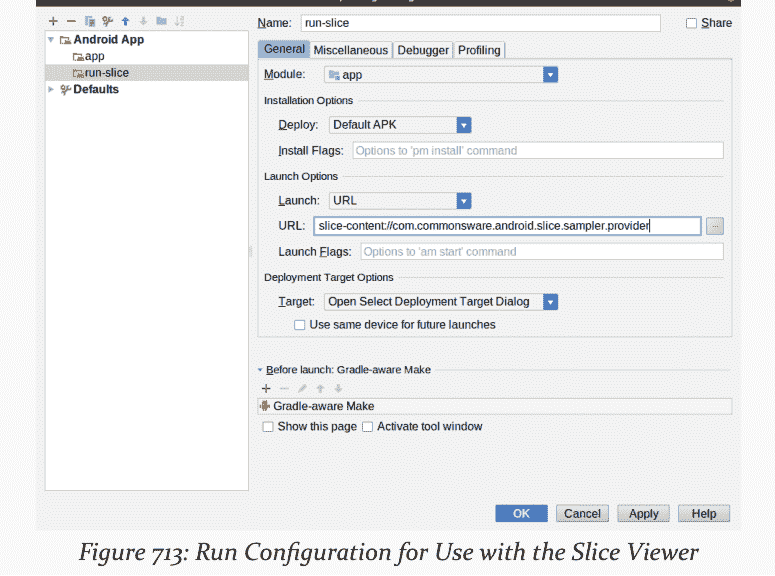 Name: run-slice Share
Android App
app
run-slice
Defaults
General Miscellaneous Debugger Profiling
Module: app
Installation Options
Deploy: Default APK
Install Flags: Options to 'pm install' command
Launch Options
Launch: URL
URL: slice-content://com.commonsware.android.slice.sampler.provider ...
Launch Flags: Options to 'am start' command
Deployment Target Options
Target: Open Select Deployment Target Dialog
Use same device for future launches
Before launch: Gradle-aware Make
Gradle-aware Make
Show this page Activate tool window
OK Cancel Apply Help
Figure 713: Run Configuration for Use with the Slice Viewer